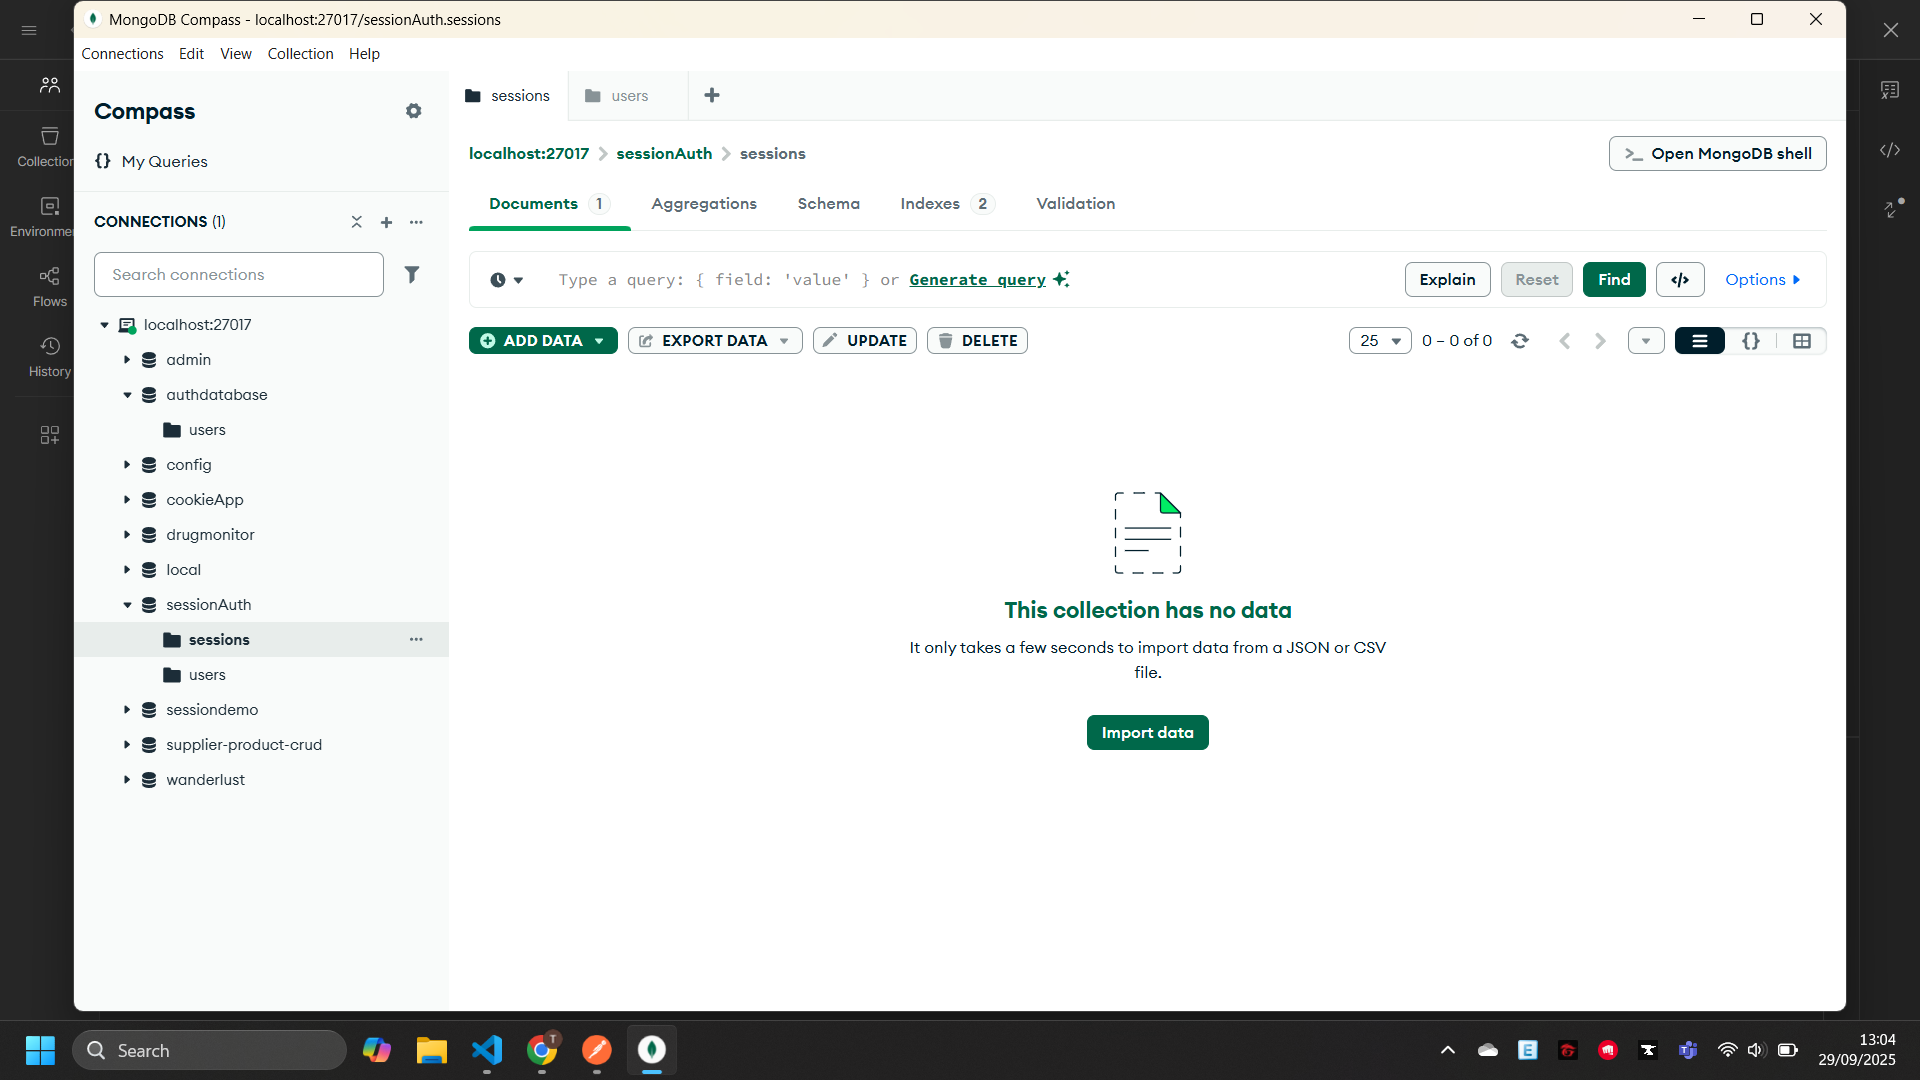 MongoDB Compass - localhost:27017/sessionAuth.sessions
Connections Edit View Collection Help
Compass
My Queries
CONNECTIONS (1)
Search connections
localhost:27017
admin
authdatabase
users
config
cookieApp
drugmonitor
local
sessionAuth
sessions
users
sessiondemo
supplier-product-crud
wanderlust
sessions
users
localhost:27017 sessionAuth sessions
Open MongoDB shell
Documents 1 Aggregations Schema Indexes 2 Validation
Type a query: { field: 'value' } or Generate query
Explain Reset Find </> Options
ADD DATA EXPORT DATA UPDATE DELETE
25 0 – 0 of 0
{}
This collection has no data
It only takes a few seconds to import data from a JSON or CSV
file.
Import data
Collection
Environme
Flows
History
Search
T
E
13:04
29/09/2025